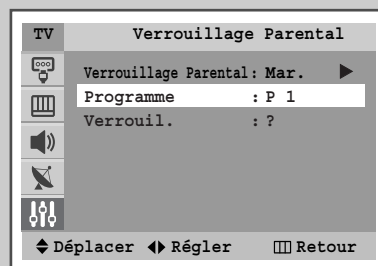 TV Verrouillage Parental
Verrouillage Parental: Mar. ▶
Programme : P 1
Verrouil. : ?
Déplacer Régler Retour